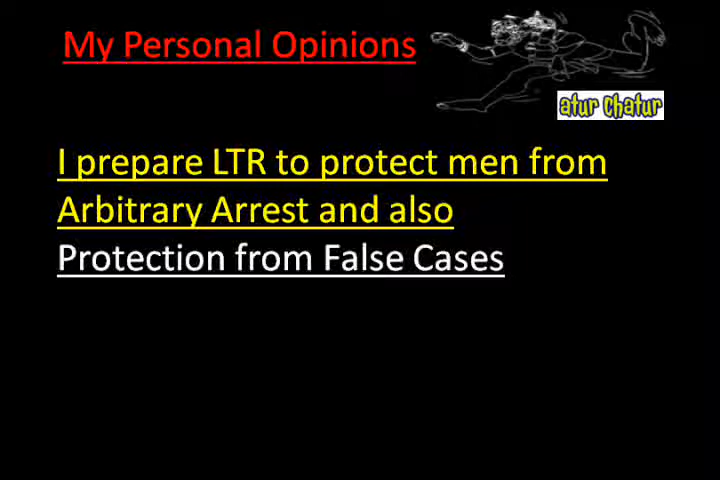 My Personal Opinions
atur chatur
I prepare LTR to protect men from
Arbitrary Arrest and also
Protection from False Cases